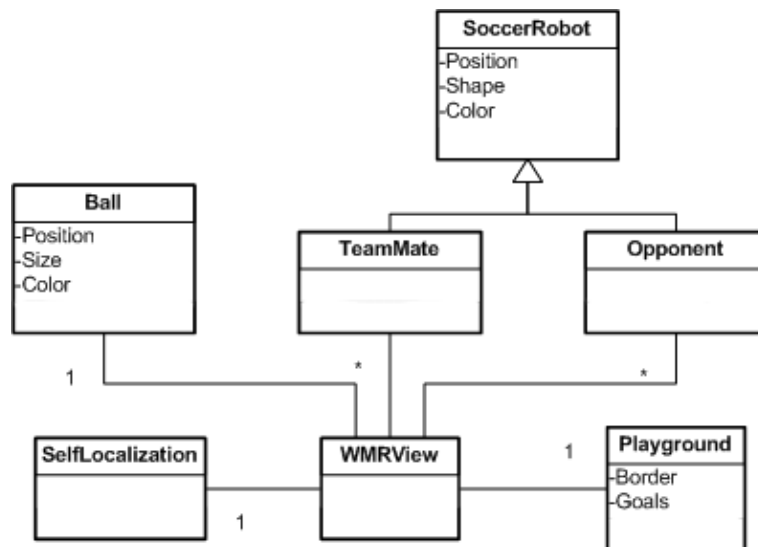 SoccerRobot
-Position
-Shape
-Color
Ball
-Position
-Size
-Color
TeamMate
Opponent
1
*
*
SelfLocalization
WMRView
Playground
-Border
-Goals
1
1